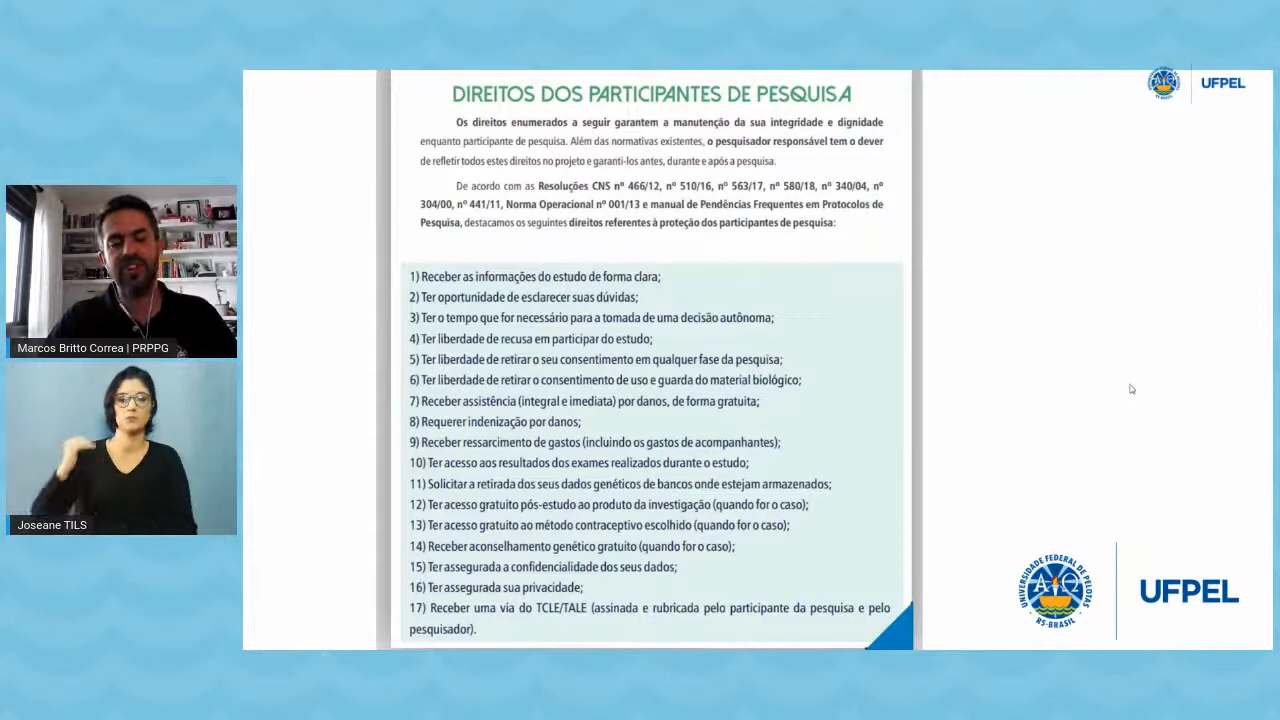 DIREITOS DOS PARTICIPANTES DE PESQUISA
Os direitos enumerados a seguir garantem a manutenção da sua integridade e dignidade
enquanto participante de pesquisa. Além das normativas existentes, o pesquisador responsável tem o dever
de refletir todos estes direitos no projeto e garanti-los antes, durante e após a pesquisa.
De acordo com as Resoluções CNS nº 466/12, nº 510/16, nº 563/17, nº 580/18, nº 340/04, nº
304/00, nº 441/11, Norma Operacional nº 001/13 e manual de Pendências Frequentes em Protocolos de
Pesquisa, destacamos os seguintes direitos referentes à proteção dos participantes de pesquisa:
1) Receber as informações do estudo de forma clara;
2) Ter oportunidade de esclarecer suas dúvidas;
3) Ter o tempo que for necessário para a tomada de uma decisão autônoma;
4) Ter liberdade de recusa em participar do estudo;
5) Ter liberdade de retirar o seu consentimento em qualquer fase da pesquisa;
6) Ter liberdade de retirar o consentimento de uso e guarda do material biológico;
7) Receber assistência (integral e imediata) por danos, de forma gratuita;
8) Requerer indenização por danos;
9) Receber ressarcimento de gastos (incluindo os gastos de acompanhantes);
10) Ter acesso aos resultados dos exames realizados durante o estudo;
11) Solicitar a retirada dos seus dados genéticos de bancos onde estejam armazenados;
12) Ter acesso gratuito pós-estudo ao produto da investigação (quando for o caso);
13) Ter acesso gratuito ao método contraceptivo escolhido (quando for o caso);
14) Receber aconselhamento genético gratuito (quando for o caso);
15) Ter assegurada a confidencialidade dos seus dados;
16) Ter assegurada sua privacidade;
17) Receber uma via do TCLE/TALE (assinada e rubricada pelo participante da pesquisa e pelo
pesquisador).
Marcos Britto Correa | PRPPG
Joseane TILS
UFPEL
UNIVERSIDADE FEDERAL DE PELOTAS
RS-BRASIL
UFPEL